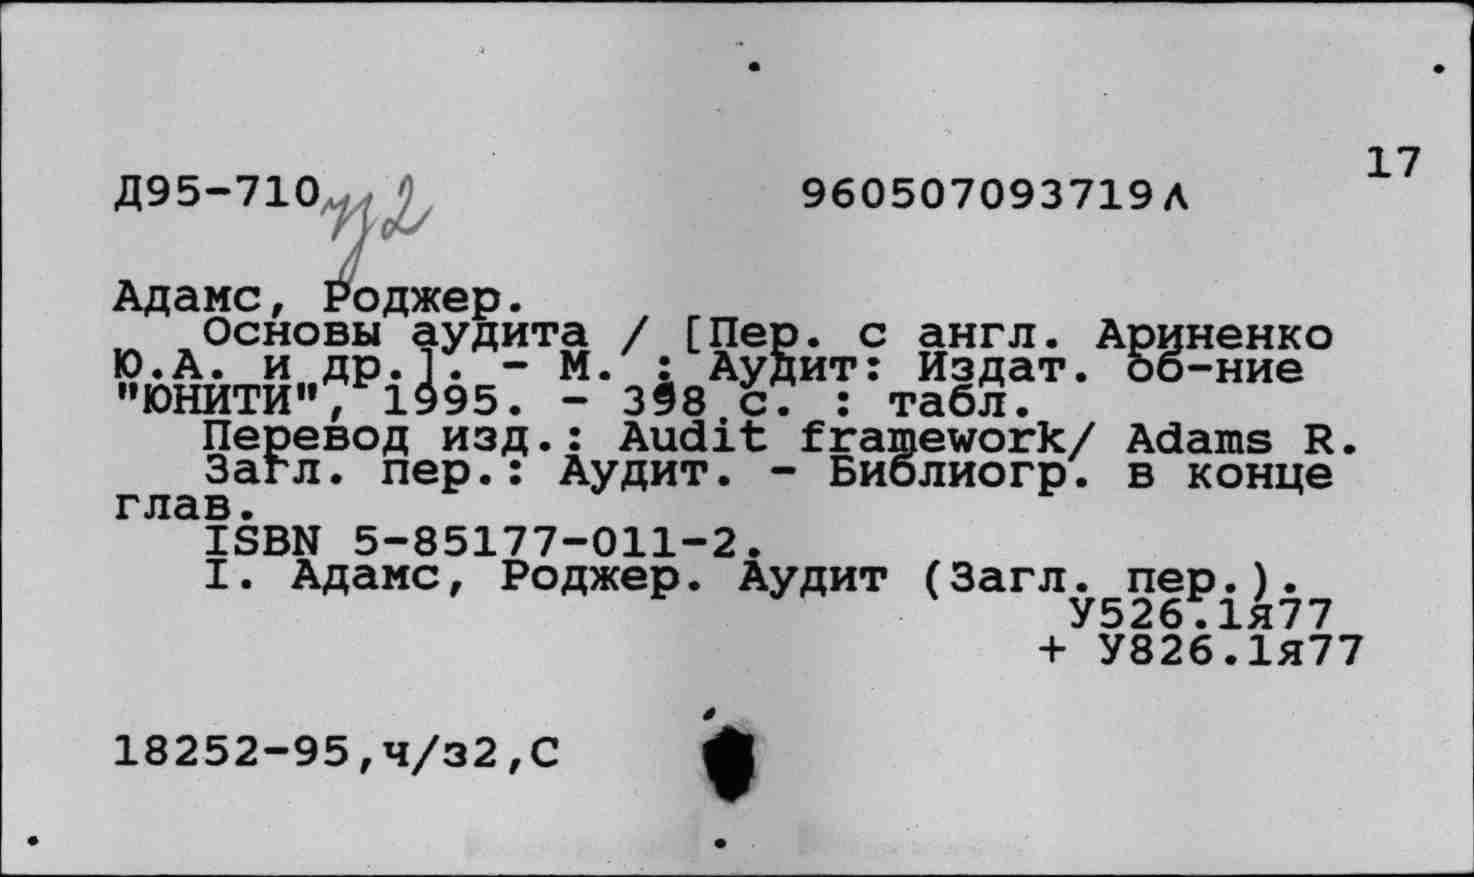 17
Д95-710 чз2 960507093719л
Адамс, Роджер.
Основы аудита / [Пер. с англ. Ариненко
Ю.А. и др.]. - М. : Аудит: Издат. об-ние
"ЮНИТИ", 1995. - 398 с. : табл.
Перевод изд.: Audit framework/ Adams R.
Загл. пер.: Аудит. - Библиогр. в конце
глав.
ISBN 5-85177-011-2.
I. Адамс, Роджер. Аудит (Загл. пер.).
У526.1я77
+ У826.1я77
18252-95,ч/з2,С